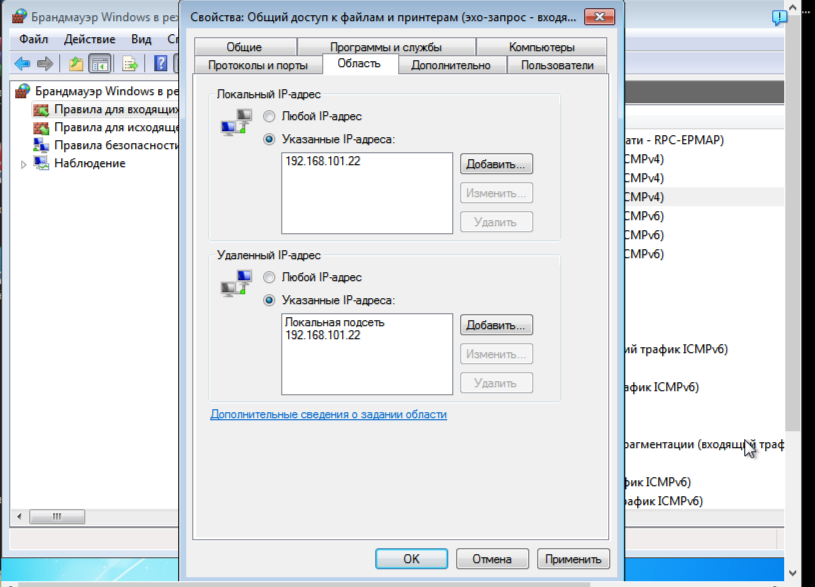 Брандмауэр Windows в ре
Свойства: Общий доступ к файлам и принтерам (эхо-запрос - входя...
Файл Действие Вид
Общие Программы и службы Компьютеры
Протоколы и порты Область Дополнительно Пользователи
Брандмауэр Windows в ре
Правила для входящих
Правила для исходяще
Правила безопасности
Наблюдение
Локальный IP-адрес
Любой IP-адрес
Указанные IP-адреса:
192.168.101.22
Добавить...
Изменить...
Удалить
Удаленный IP-адрес
Любой IP-адрес
Указанные IP-адреса:
Локальная подсеть
192.168.101.22
Добавить...
Изменить...
Удалить
Дополнительные сведения о задании области
OK Отмена Применить
ати - RPC-EPMAP)
CMPv4)
CMPv4)
CMPv4)
CMPv6)
CMPv6)
CMPv6)
ий трафик ICMPv6)
афик ICMPv6)
рагментации (входящий траф
фик ICMPv6)
афик ICMPv6)